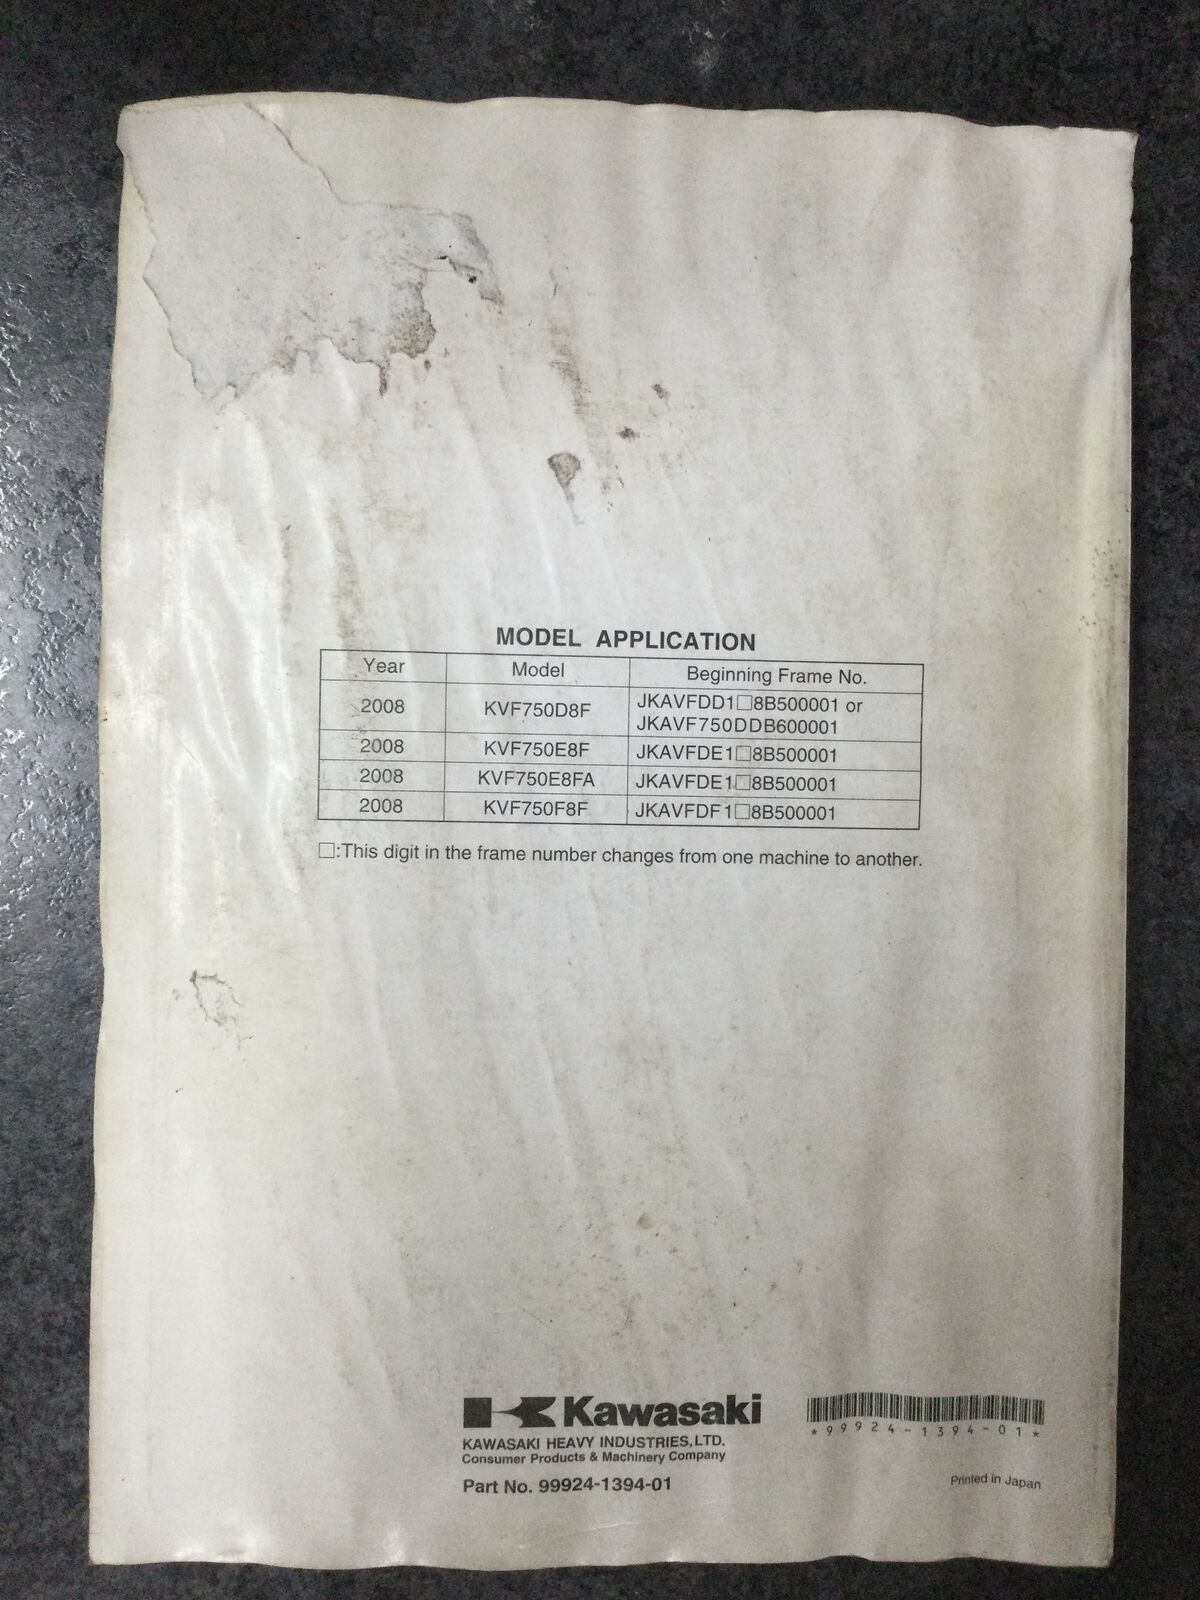 MODEL APPLICATION
Year Model Beginning Frame No.
2008 KVF750D8F JKAVFDD1□8B500001 or
JKAVF750DDB600001
2008 KVF750E8F JKAVFDE1□8B500001
2008 KVF750E8FA JKAVFDE1□8B500001
2008 KVF750F8F JKAVFDF1□8B500001
□:This digit in the frame number changes from one machine to another.
Kawasaki
KAWASAKI HEAVY INDUSTRIES,LTD.
Consumer Products & Machinery Company
Part No. 99924-1394-01
*99924-1394-01*
Printed in Japan